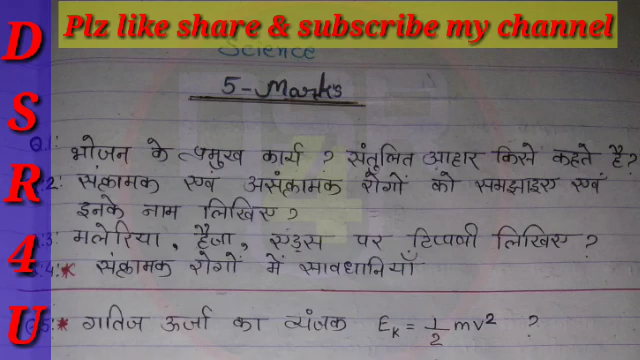 Plz like share & subscribe my channel
DSR4U
Science
5-Marks
Q.1: भोजन के प्रमुख कार्य ? संतुलित आहार किसे कहते है?
2: संक्रामक एवं असंक्रामक रोगों को समझाइए एवं
इनके नाम लिखिए ?
.3: मलेरिया, हैजा, एड्स पर टिप्पणी लिखिए ?
4:* संक्रामक रोगों में सावधानियाँ
5:* गतिज ऊर्जा का व्यंजक Eₖ = 1/2 mv² ?